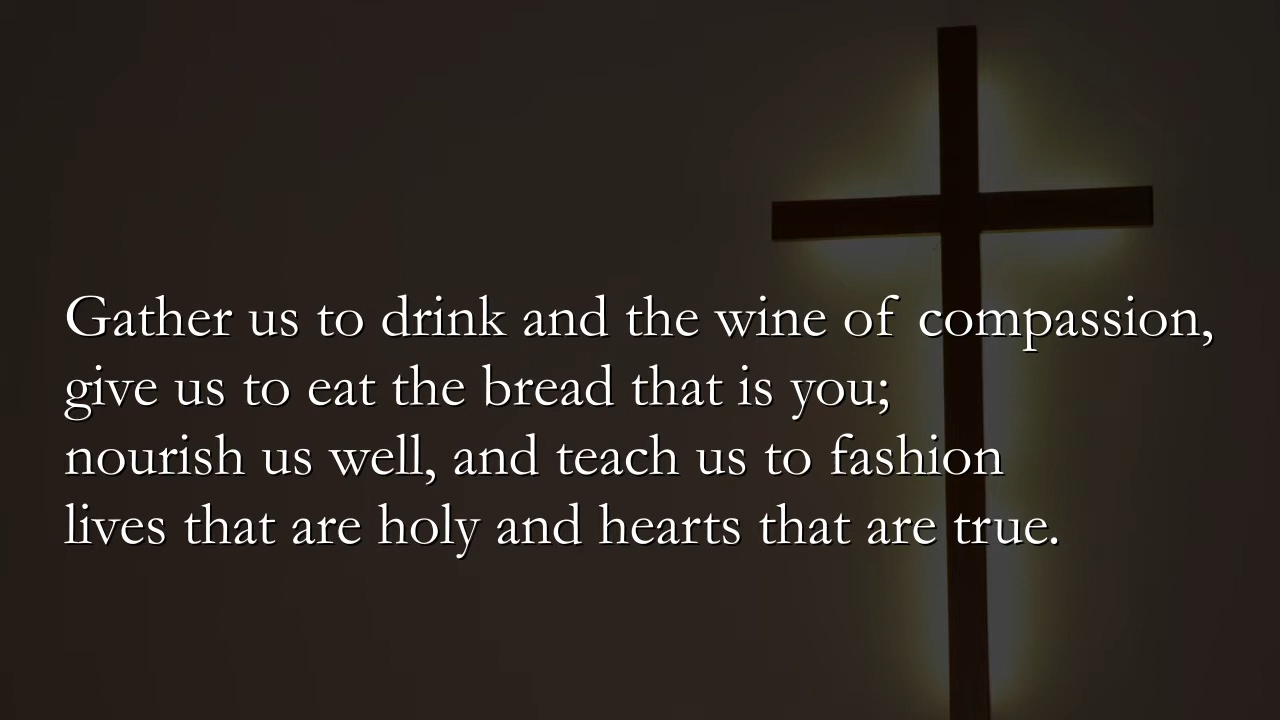 Gather us to drink and the wine of compassion,
give us to eat the bread that is you;
nourish us well, and teach us to fashion
lives that are holy and hearts that are true.